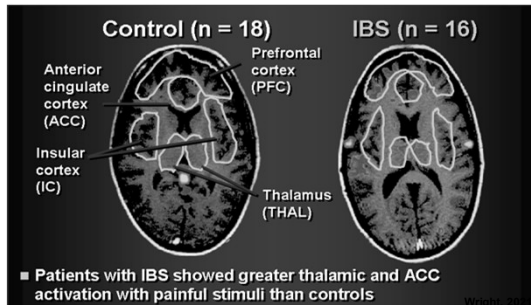 Control (n = 18)
IBS (n = 16)
Prefrontal
cortex
(PFC)
Anterior
cingulate
cortex
(ACC)
Insular
cortex
(IC)
Thalamus
(THAL)
Patients with IBS showed greater thalamic and ACC
activation with painful stimuli than controls